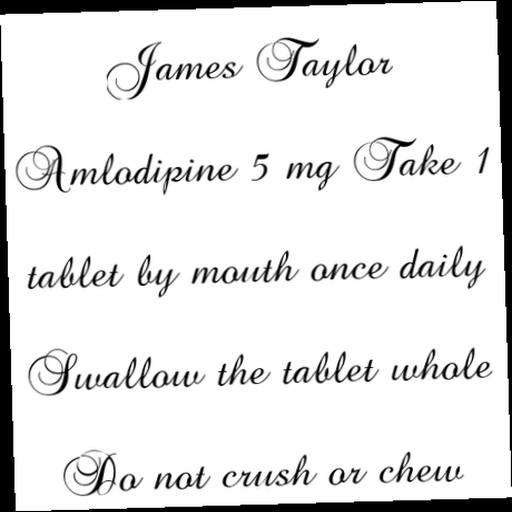 James Taylor
Amlodipine 5 mg Take 1
tablet by mouth once daily
Swallow the tablet whole
Do not crush or chew